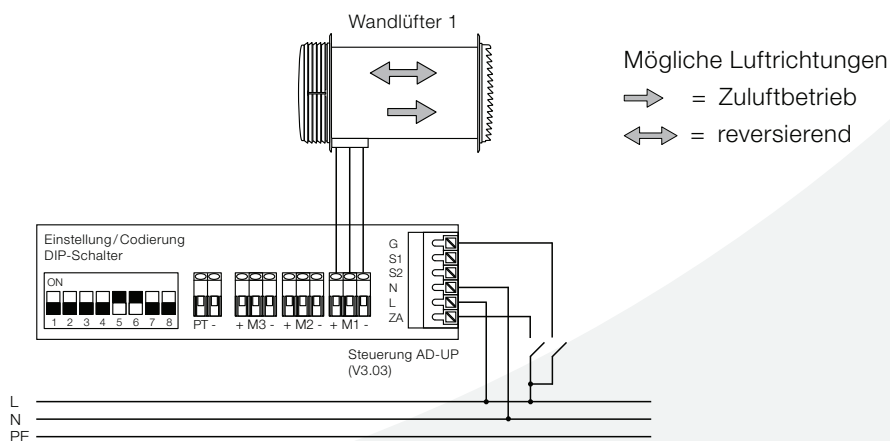 Wandlüfter 1
Mögliche Luftrichtungen
= Zuluftbetrieb
= reversierend
Einstellung/Codierung
DIP-Schalter
ON
1 2 3 4 5 6 7 8
PT - + M3 - + M2 - + M1 -
G
S1
S2
N
L
ZA
Steuerung AD-UP
(V3.03)
L
N
PE